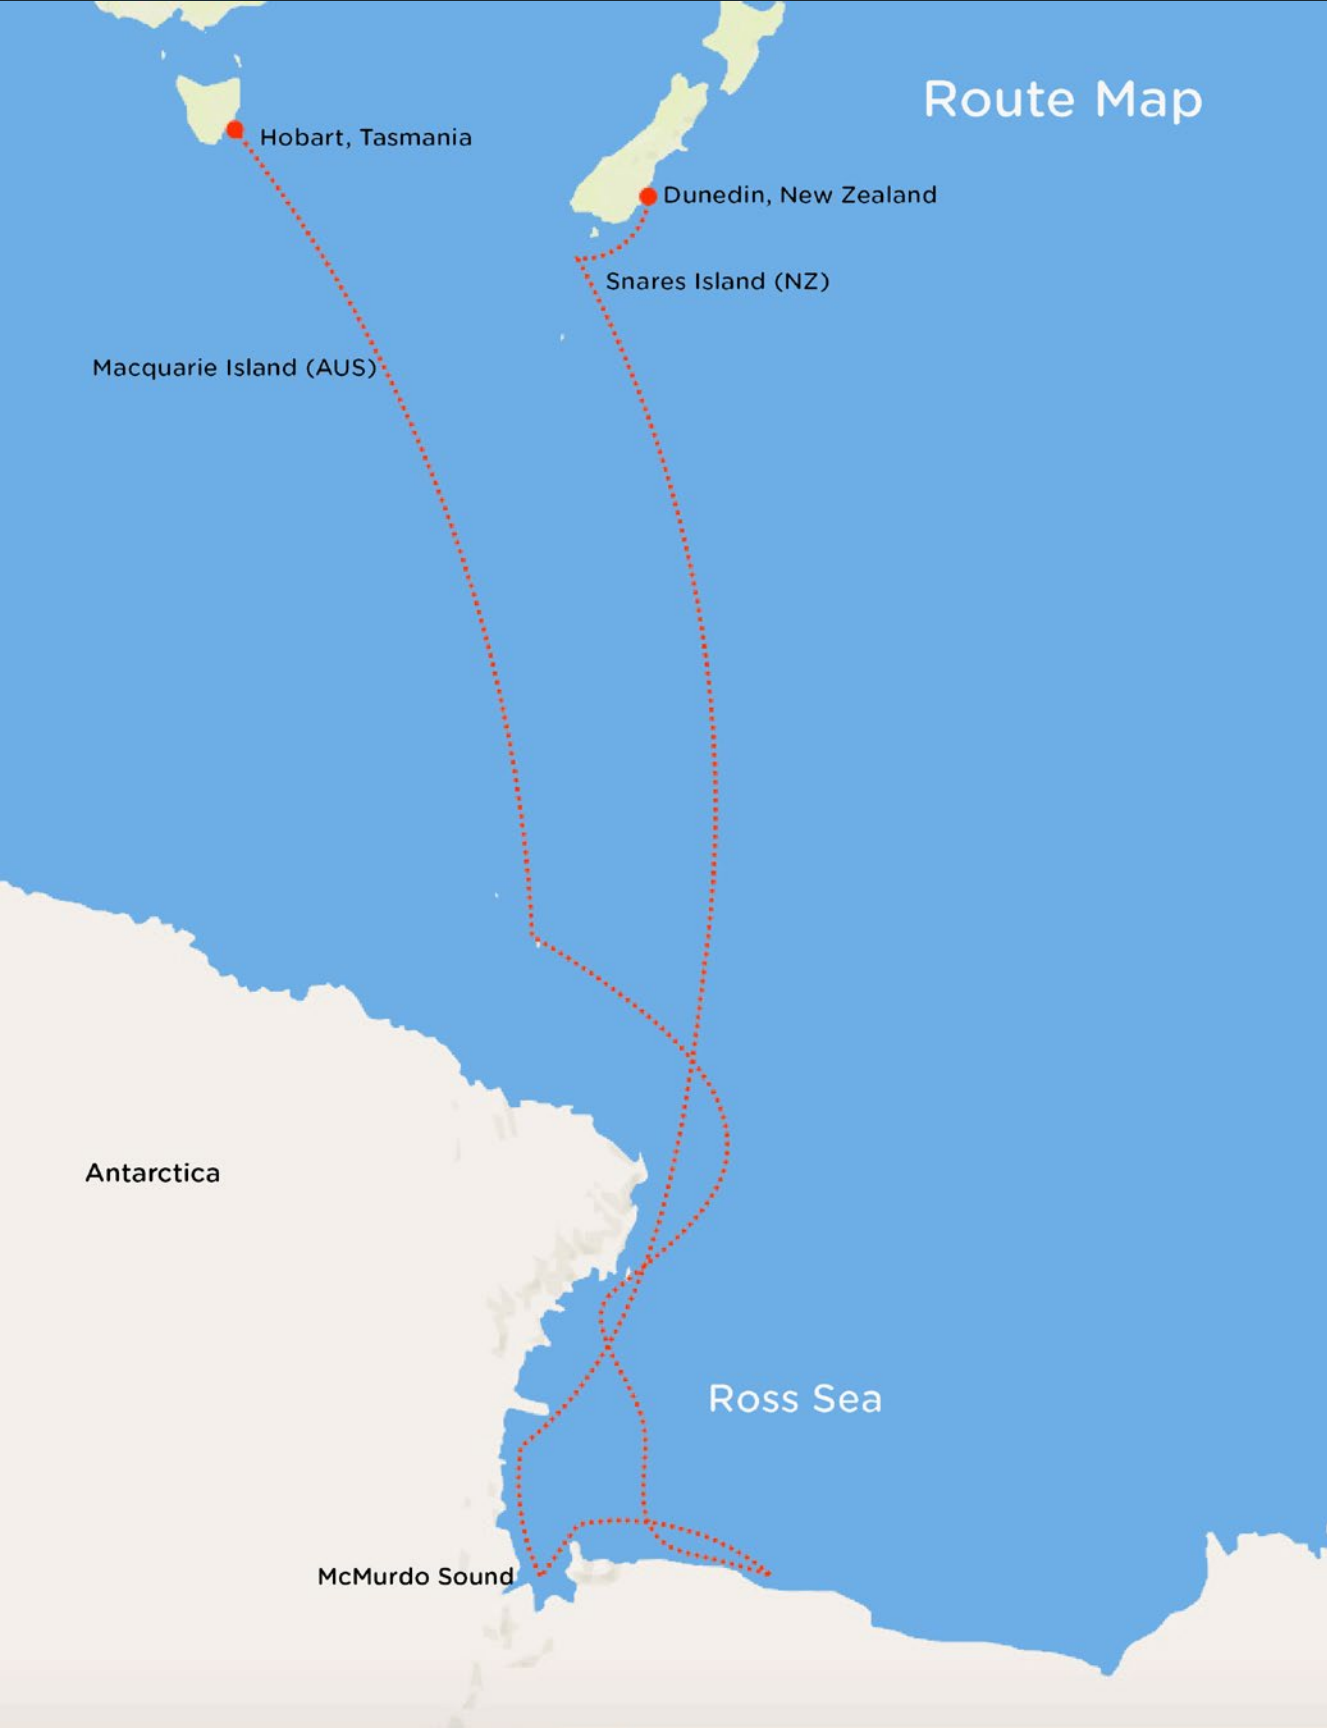 Route Map
Hobart, Tasmania
Dunedin, New Zealand
Snares Island (NZ)
Macquarie Island (AUS)
Antarctica
Ross Sea
McMurdo Sound